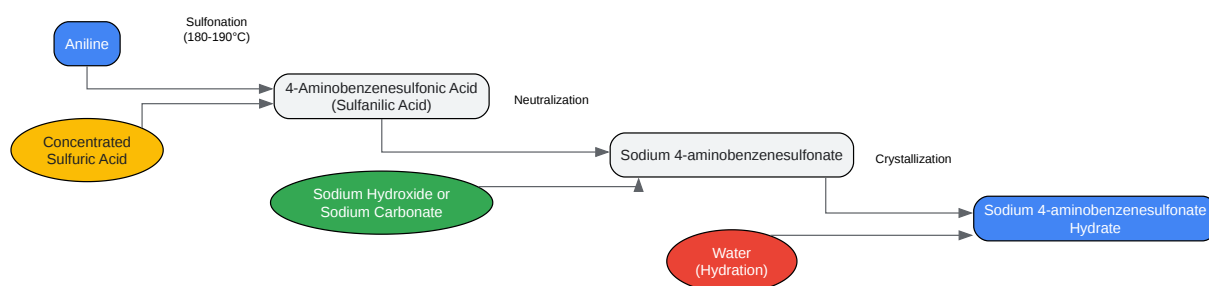 Sulfonation
(180-190°C)
Aniline
4-Aminobenzenesulfonic Acid
(Sulfanilic Acid)
Neutralization
Concentrated
Sulfuric Acid
Sodium 4-aminobenzenesulfonate
Crystallization
Sodium Hydroxide or
Sodium Carbonate
Sodium 4-aminobenzenesulfonate
Hydrate
Water
(Hydration)